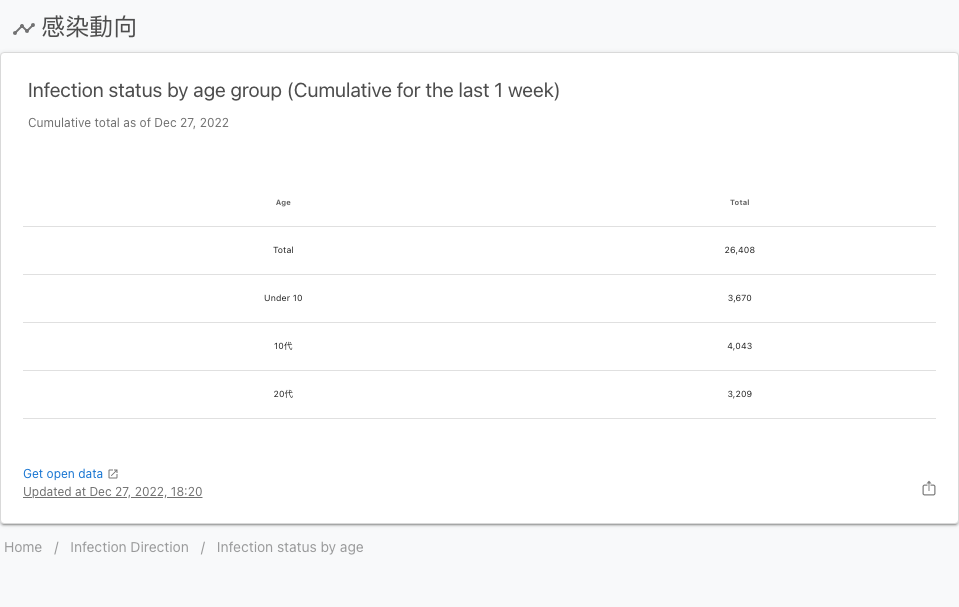 感染動向
Infection status by age group (Cumulative for the last 1 week)
Cumulative total as of Dec 27, 2022
Age Total
Total 26,408
Under 10 3,670
10代 4,043
20代 3,209
Get open data
Updated at Dec 27, 2022, 18:20
Home / Infection Direction / Infection status by age